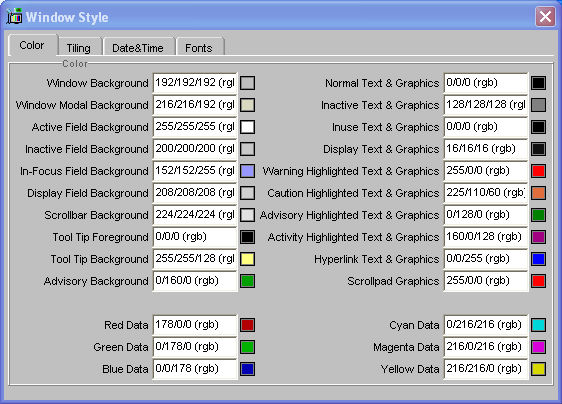 Window Style
Color Tiling Date&Time Fonts
Color
Window Background 192/192/192 (rgl Normal Text & Graphics 0/0/0 (rgb)
Window Modal Background 216/216/192 (rgl Inactive Text & Graphics 128/128/128 (rgl
Active Field Background 255/255/255 (rgl Inuse Text & Graphics 0/0/0 (rgb)
Inactive Field Background 200/200/200 (rgl Display Text & Graphics 16/16/16 (rgb)
In-Focus Field Background 152/152/255 (rgl Warning Highlighted Text & Graphics 255/0/0 (rgb)
Display Field Background 208/208/208 (rgl Caution Highlighted Text & Graphics 225/110/60 (rgb)
Scrollbar Background 224/224/224 (rgl Advisory Highlighted Text & Graphics 0/128/0 (rgb)
Tool Tip Foreground 0/0/0 (rgb) Activity Highlighted Text & Graphics 160/0/128 (rgb)
Tool Tip Background 255/255/128 (rgl Hyperlink Text & Graphics 0/0/255 (rgb)
Advisory Background 0/160/0 (rgb) Scrollpad Graphics 255/0/0 (rgb)
Red Data 178/0/0 (rgb) Cyan Data 0/216/216 (rgb)
Green Data 0/178/0 (rgb) Magenta Data 216/0/216 (rgb)
Blue Data 0/0/178 (rgb) Yellow Data 216/216/0 (rgb)